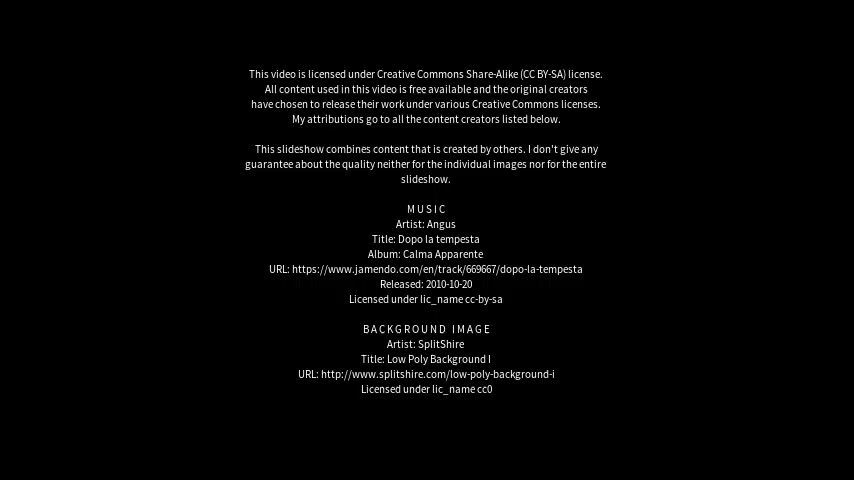 This video is licensed under Creative Commons Share-Alike (CC BY-SA) license.
All content used in this video is free available and the original creators
have chosen to release their work under various Creative Commons licenses.
My attributions go to all the content creators listed below.
This slideshow combines content that is created by others. I don't give any
guarantee about the quality neither for the individual images nor for the entire
slideshow.
MUSIC
Artist: Angus
Title: Dopo la tempesta
Album: Calma Apparente
URL: https://www.jamendo.com/en/track/669667/dopo-la-tempesta
Released: 2010-10-20
Licensed under lic_name cc-by-sa
BACKGROUND IMAGE
Artist: SplitShire
Title: Low Poly Background I
URL: http://www.splitshire.com/low-poly-background-i
Licensed under lic_name cc0